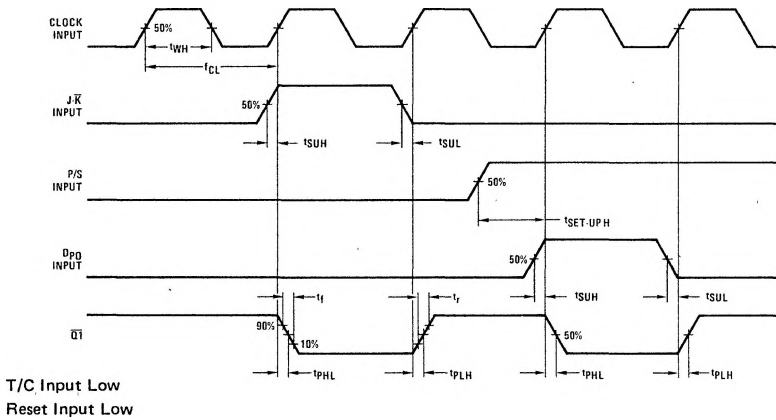 CLOCK
INPUT
50%
tWH
fCL
J-K̅
INPUT
50%
tSUH
tSUL
P/S
INPUT
50%
tSET-UP H
DP0
INPUT
50%
tSUH
tSUL
Q̅1̅
90%
10%
tf
tr
50%
tPHL
tPLH
tPHL
tPLH
T/C Input Low
Reset Input Low